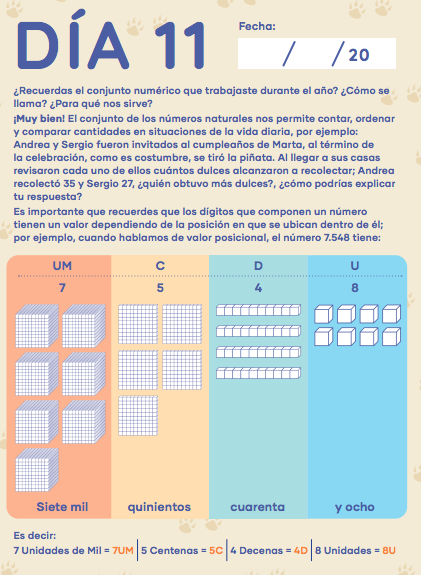 DÍA 11
Fecha:
/ / 20
¿Recuerdas el conjunto numérico que trabajaste durante el año? ¿Cómo se
llama? ¿Para qué nos sirve?
¡Muy bien! El conjunto de los números naturales nos permite contar, ordenar
y comparar cantidades en situaciones de la vida diaria, por ejemplo:
Andrea y Sergio fueron invitados al cumpleaños de Marta, al término de
la celebración, como es costumbre, se tiró la piñata. Al llegar a sus casas
revisaron cada uno de ellos cuántos dulces alcanzaron a recolectar; Andrea
recolectó 35 y Sergio 27, ¿quién obtuvo más dulces?, ¿cómo podrías explicar
tu respuesta?
Es importante que recuerdes que los dígitos que componen un número
tienen un valor dependiendo de la posición en que se ubican dentro de él;
por ejemplo, cuando hablamos de valor posicional, el número 7.548 tiene:
UM C D U
7 5 4 8
Siete mil quinientos cuarenta y ocho
Es decir:
7 Unidades de Mil = 7UM | 5 Centenas = 5C | 4 Decenas = 4D | 8 Unidades = 8U